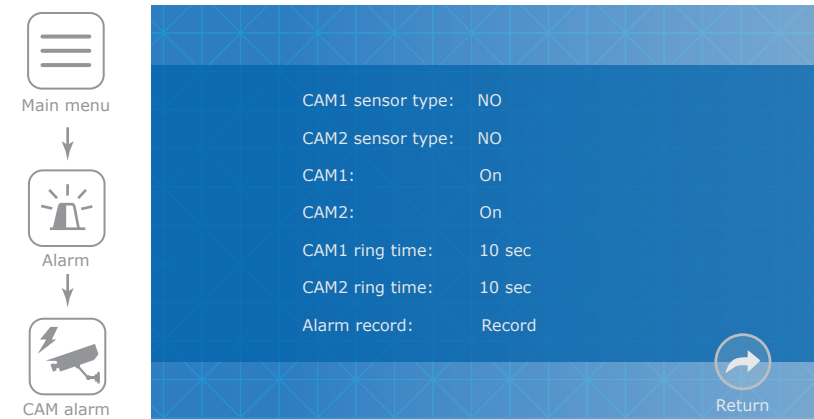 Main menu
Alarm
CAM alarm
CAM1 sensor type: NO
CAM2 sensor type: NO
CAM1: On
CAM2: On
CAM1 ring time: 10 sec
CAM2 ring time: 10 sec
Alarm record: Record
Return